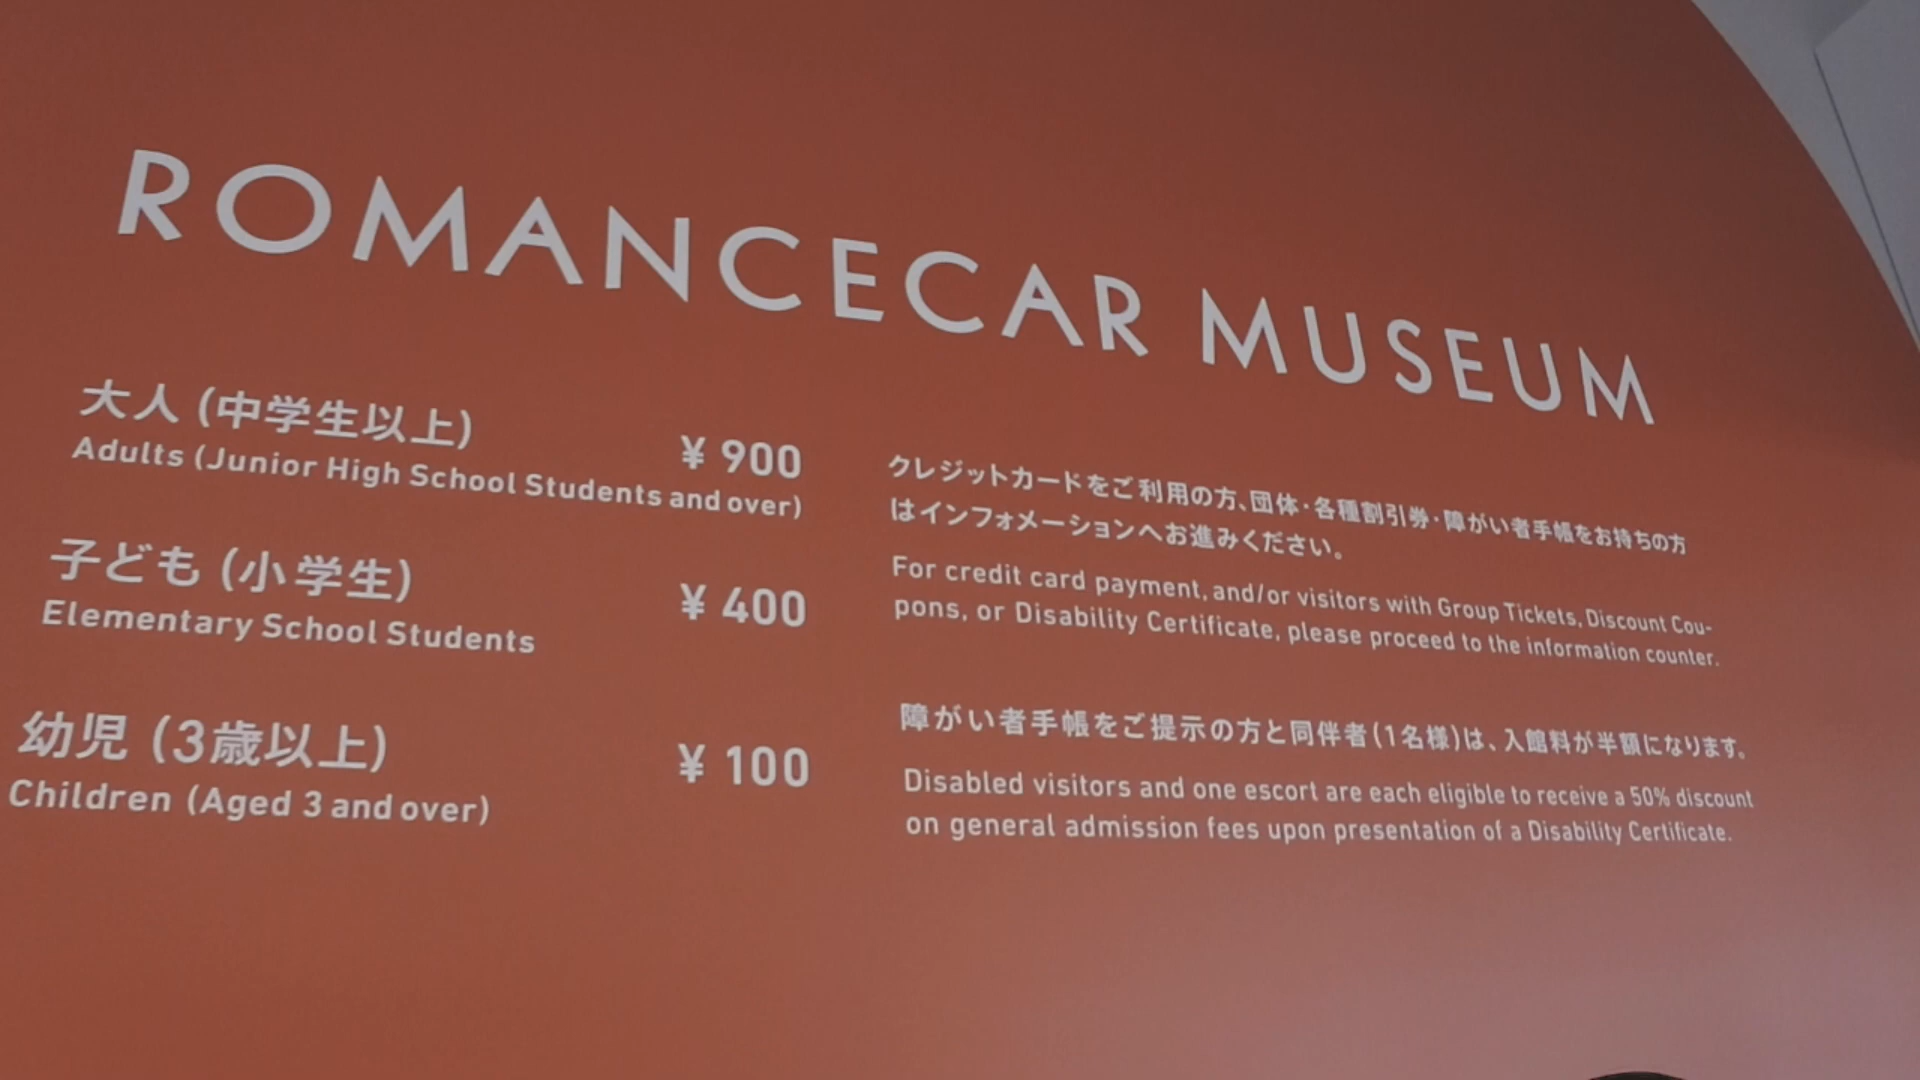 ROMANCECAR MUSEUM
大人 (中学生以上)
¥ 900
Adults (Junior High School Students and over)
子ども (小学生)
¥ 400
Elementary School Students
幼児 (3歳以上)
¥ 100
Children (Aged 3 and over)
クレジットカードをご利用の方、団体・各種割引券・障がい者手帳をお持ちの方
はインフォメーションへお進みください。
For credit card payment, and/or visitors with Group Tickets, Discount Cou-
pons, or Disability Certificate, please proceed to the information counter.
障がい者手帳をご提示の方と同伴者(1名様)は、入館料が半額になります。
Disabled visitors and one escort are each eligible to receive a 50% discount
on general admission fees upon presentation of a Disability Certificate.